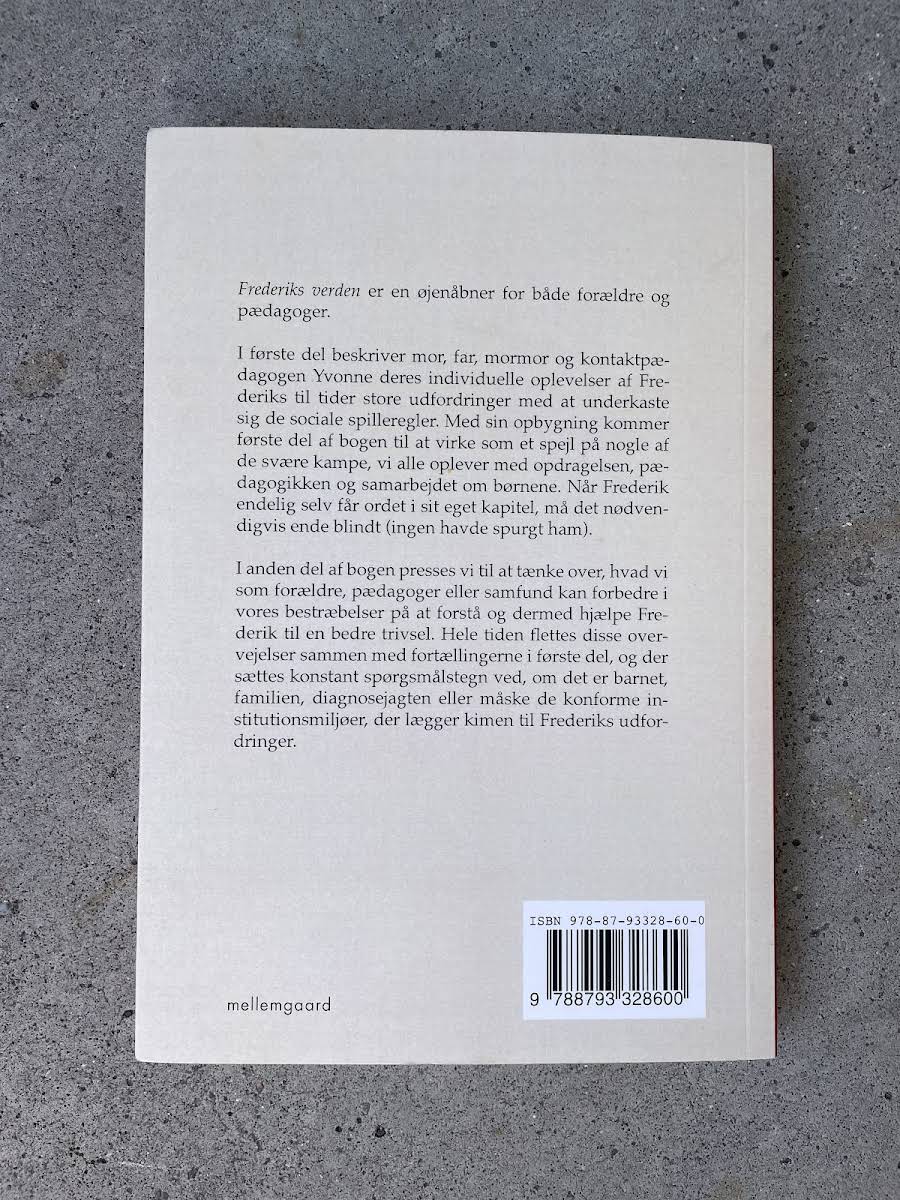 Frederiks verden er en øjenåbner for både forældre og
pædagoger.
I første del beskriver mor, far, mormor og kontaktpæ-
dagogen Yvonne deres individuelle oplevelser af Fre-
deriks til tider store udfordringer med at underkaste
sig de sociale spilleregler. Med sin opbygning kommer
første del af bogen til at virke som et spejl på nogle af
de svære kampe, vi alle oplever med opdragelsen, pæ-
dagogikken og samarbejdet om børnene. Når Frederik
endelig selv får ordet i sit eget kapitel, må det nødven-
digvis ende blindt (ingen havde spurgt ham).
I anden del af bogen presses vi til at tænke over, hvad vi
som forældre, pædagoger eller samfund kan forbedre i
vores bestræbelser på at forstå og dermed hjælpe Fre-
derik til en bedre trivsel. Hele tiden flettes disse over-
vejelser sammen med fortællingerne i første del, og der
sættes konstant spørgsmålstegn ved, om det er barnet,
familien, diagnosejagten eller måske de konforme in-
stitutionsmiljøer, der lægger kimen til Frederiks udfor-
dringer.
ISBN 978-87-93328-60-0
9 788793 328600
mellemgaard